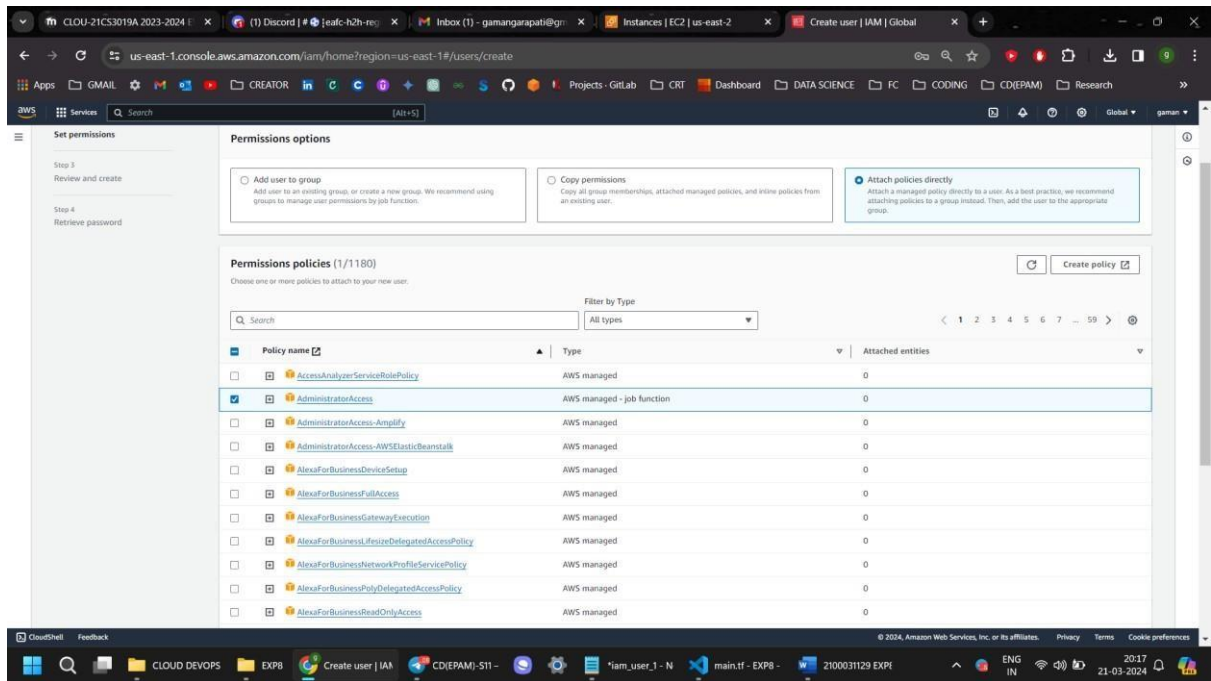 CLOU-21CS3019A 2023-2024 E
(1) Discord | # | eafc-h2h-reg
Inbox (1) - gamangarapati@gm
Instances | EC2 | us-east-2
Create user | IAM | Global
us-east-1.console.aws.amazon.com/iam/home?region=us-east-1#/users/create
Apps GMAIL CREATOR Projects · GitLab CRT Dashboard DATA SCIENCE FC CODING CD(EPAM) Research
aws Services Search [Alt+S] Global gaman
Set permissions
Step 3
Review and create
Step 4
Retrieve password
Permissions options
Add user to group
Add user to an existing group, or create a new group. We recommend using
groups to manage user permissions by job function.
Copy permissions
Copy all group memberships, attached managed policies, and inline policies from
an existing user.
Attach policies directly
Attach a managed policy directly to a user. As a best practice, we recommend
attaching policies to a group instead. Then, add the user to the appropriate
group.
Permissions policies (1/1180)
Create policy
Choose one or more policies to attach to your new user.
Filter by Type
Search All types 1 2 3 4 5 6 7 ... 59
Policy name Type Attached entities
AccessAnalyzerServiceRolePolicy AWS managed 0
AdministratorAccess AWS managed - job function 0
AdministratorAccess-Amplify AWS managed 0
AdministratorAccess-AWSElasticBeanstalk AWS managed 0
AlexaForBusinessDeviceSetup AWS managed 0
AlexaForBusinessFullAccess AWS managed 0
AlexaForBusinessGatewayExecution AWS managed 0
AlexaForBusinessLifesizeDelegatedAccessPolicy AWS managed 0
AlexaForBusinessNetworkProfileServicePolicy AWS managed 0
AlexaForBusinessPolyDelegatedAccessPolicy AWS managed 0
AlexaForBusinessReadOnlyAccess AWS managed 0
CloudShell Feedback © 2024, Amazon Web Services, Inc. or its affiliates. Privacy Terms Cookie preferences
CLOUD DEVOPS EXP8 Create user | IAM CD(EPAM)-S11 - *iam_user_1 - N main.tf - EXP8 - 2100031129 EXPE ENG IN 20:17 21-03-2024